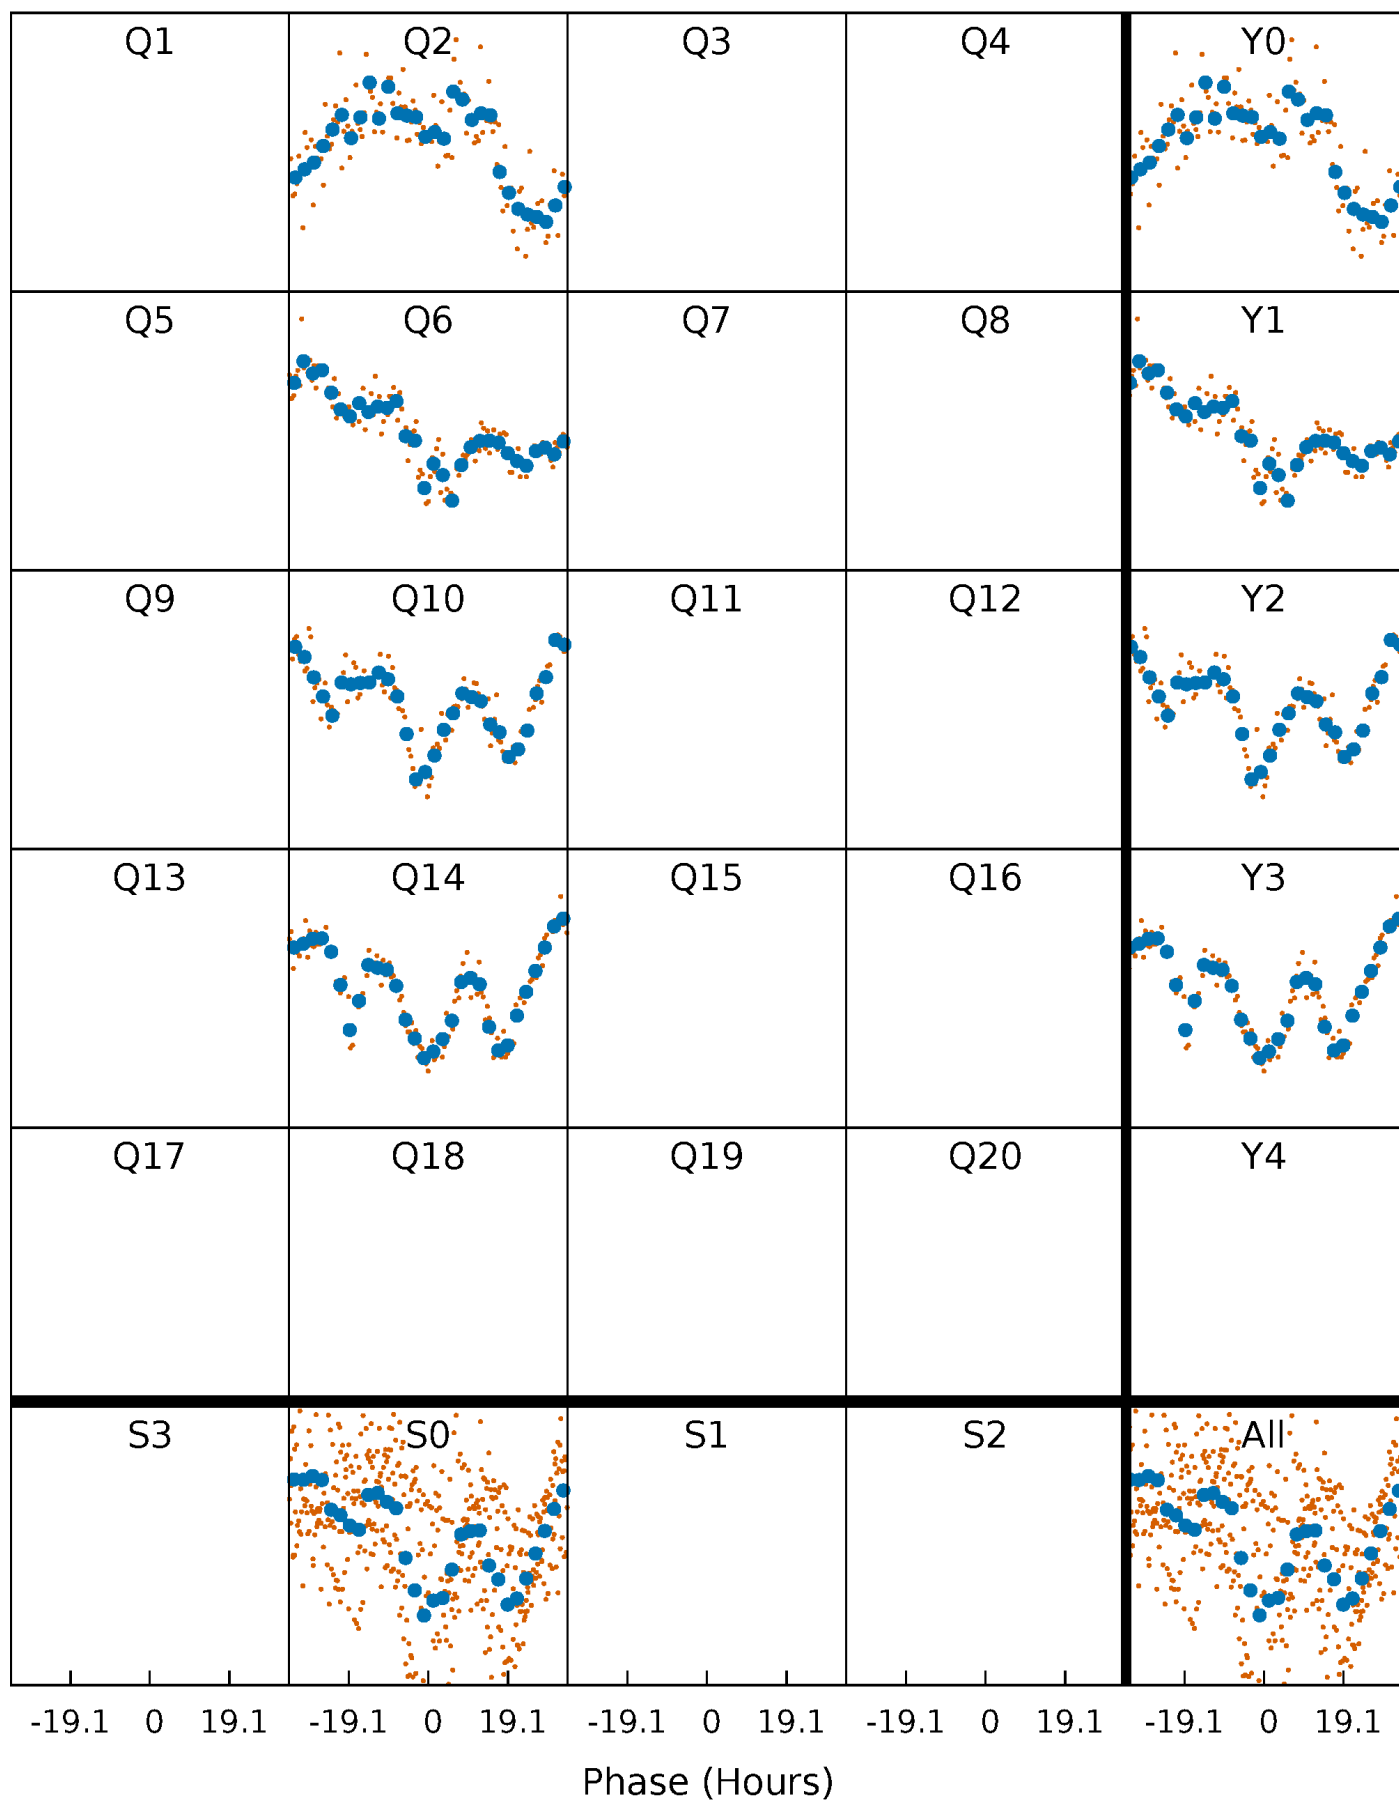 Q1 Q2 Q3 Q4 Y0
Q5 Q6 Q7 Q8 Y1
Q9 Q10 Q11 Q12 Y2
Q13 Q14 Q15 Q16 Y3
Q17 Q18 Q19 Q20 Y4
S3 S0 S1 S2 All
-19.1 0 19.1 -19.1 0 19.1 -19.1 0 19.1 -19.1 0 19.1 -19.1 0 19.1
Phase (Hours)